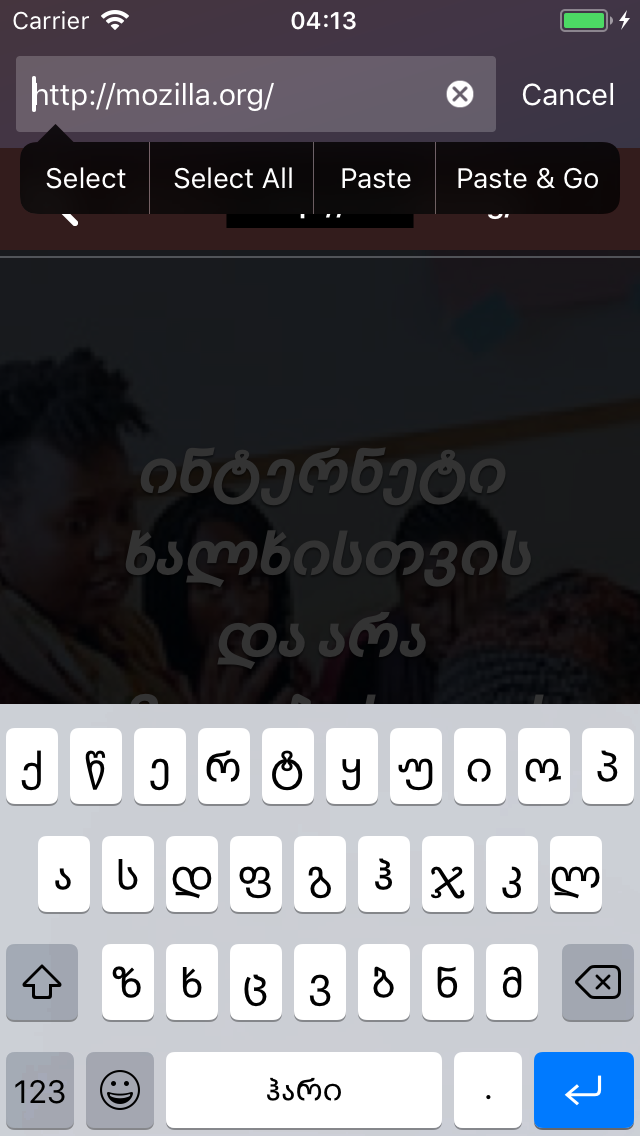 Carrier 04:13
http://mozilla.org/ Cancel
Select Select All Paste Paste & Go
ინტერნეტი
ხალხისთვის
და არა
ქ წ ე რ ტ ყ უ ი ო პ
ა ს დ ფ გ ჰ ჯ კ ლ
ზ ხ ც ვ ბ ნ მ
123 ჰარი .